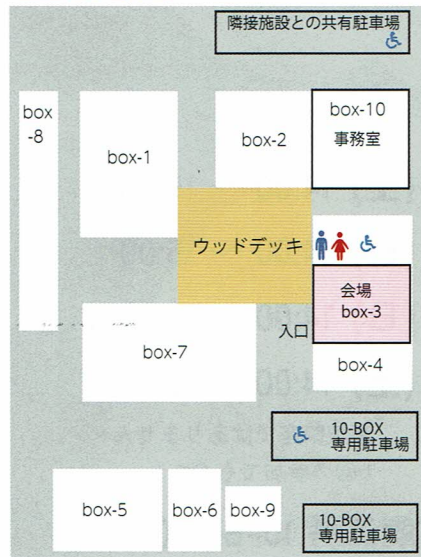 隣接施設との共有駐車場
box
-8
box-1
box-2
box-10
事務室
ウッドデッキ
会場
box-3
入口
box-7
box-4
10-BOX
専用駐車場
box-5
box-6
box-9
10-BOX
専用駐車場